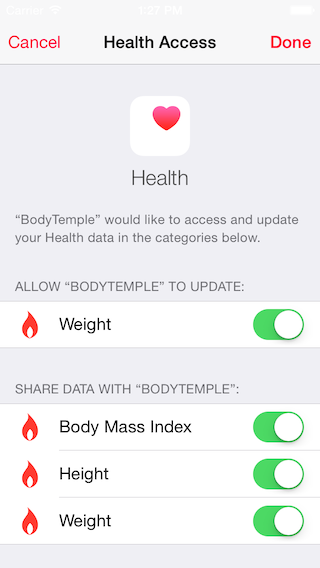 Carrier 1:27 PM
Cancel Health Access Done
Health
“BodyTemple” would like to access and update
your Health data in the categories below.
ALLOW “BODYTEMPLE” TO UPDATE:
Weight
SHARE DATA WITH “BODYTEMPLE”:
Body Mass Index
Height
Weight